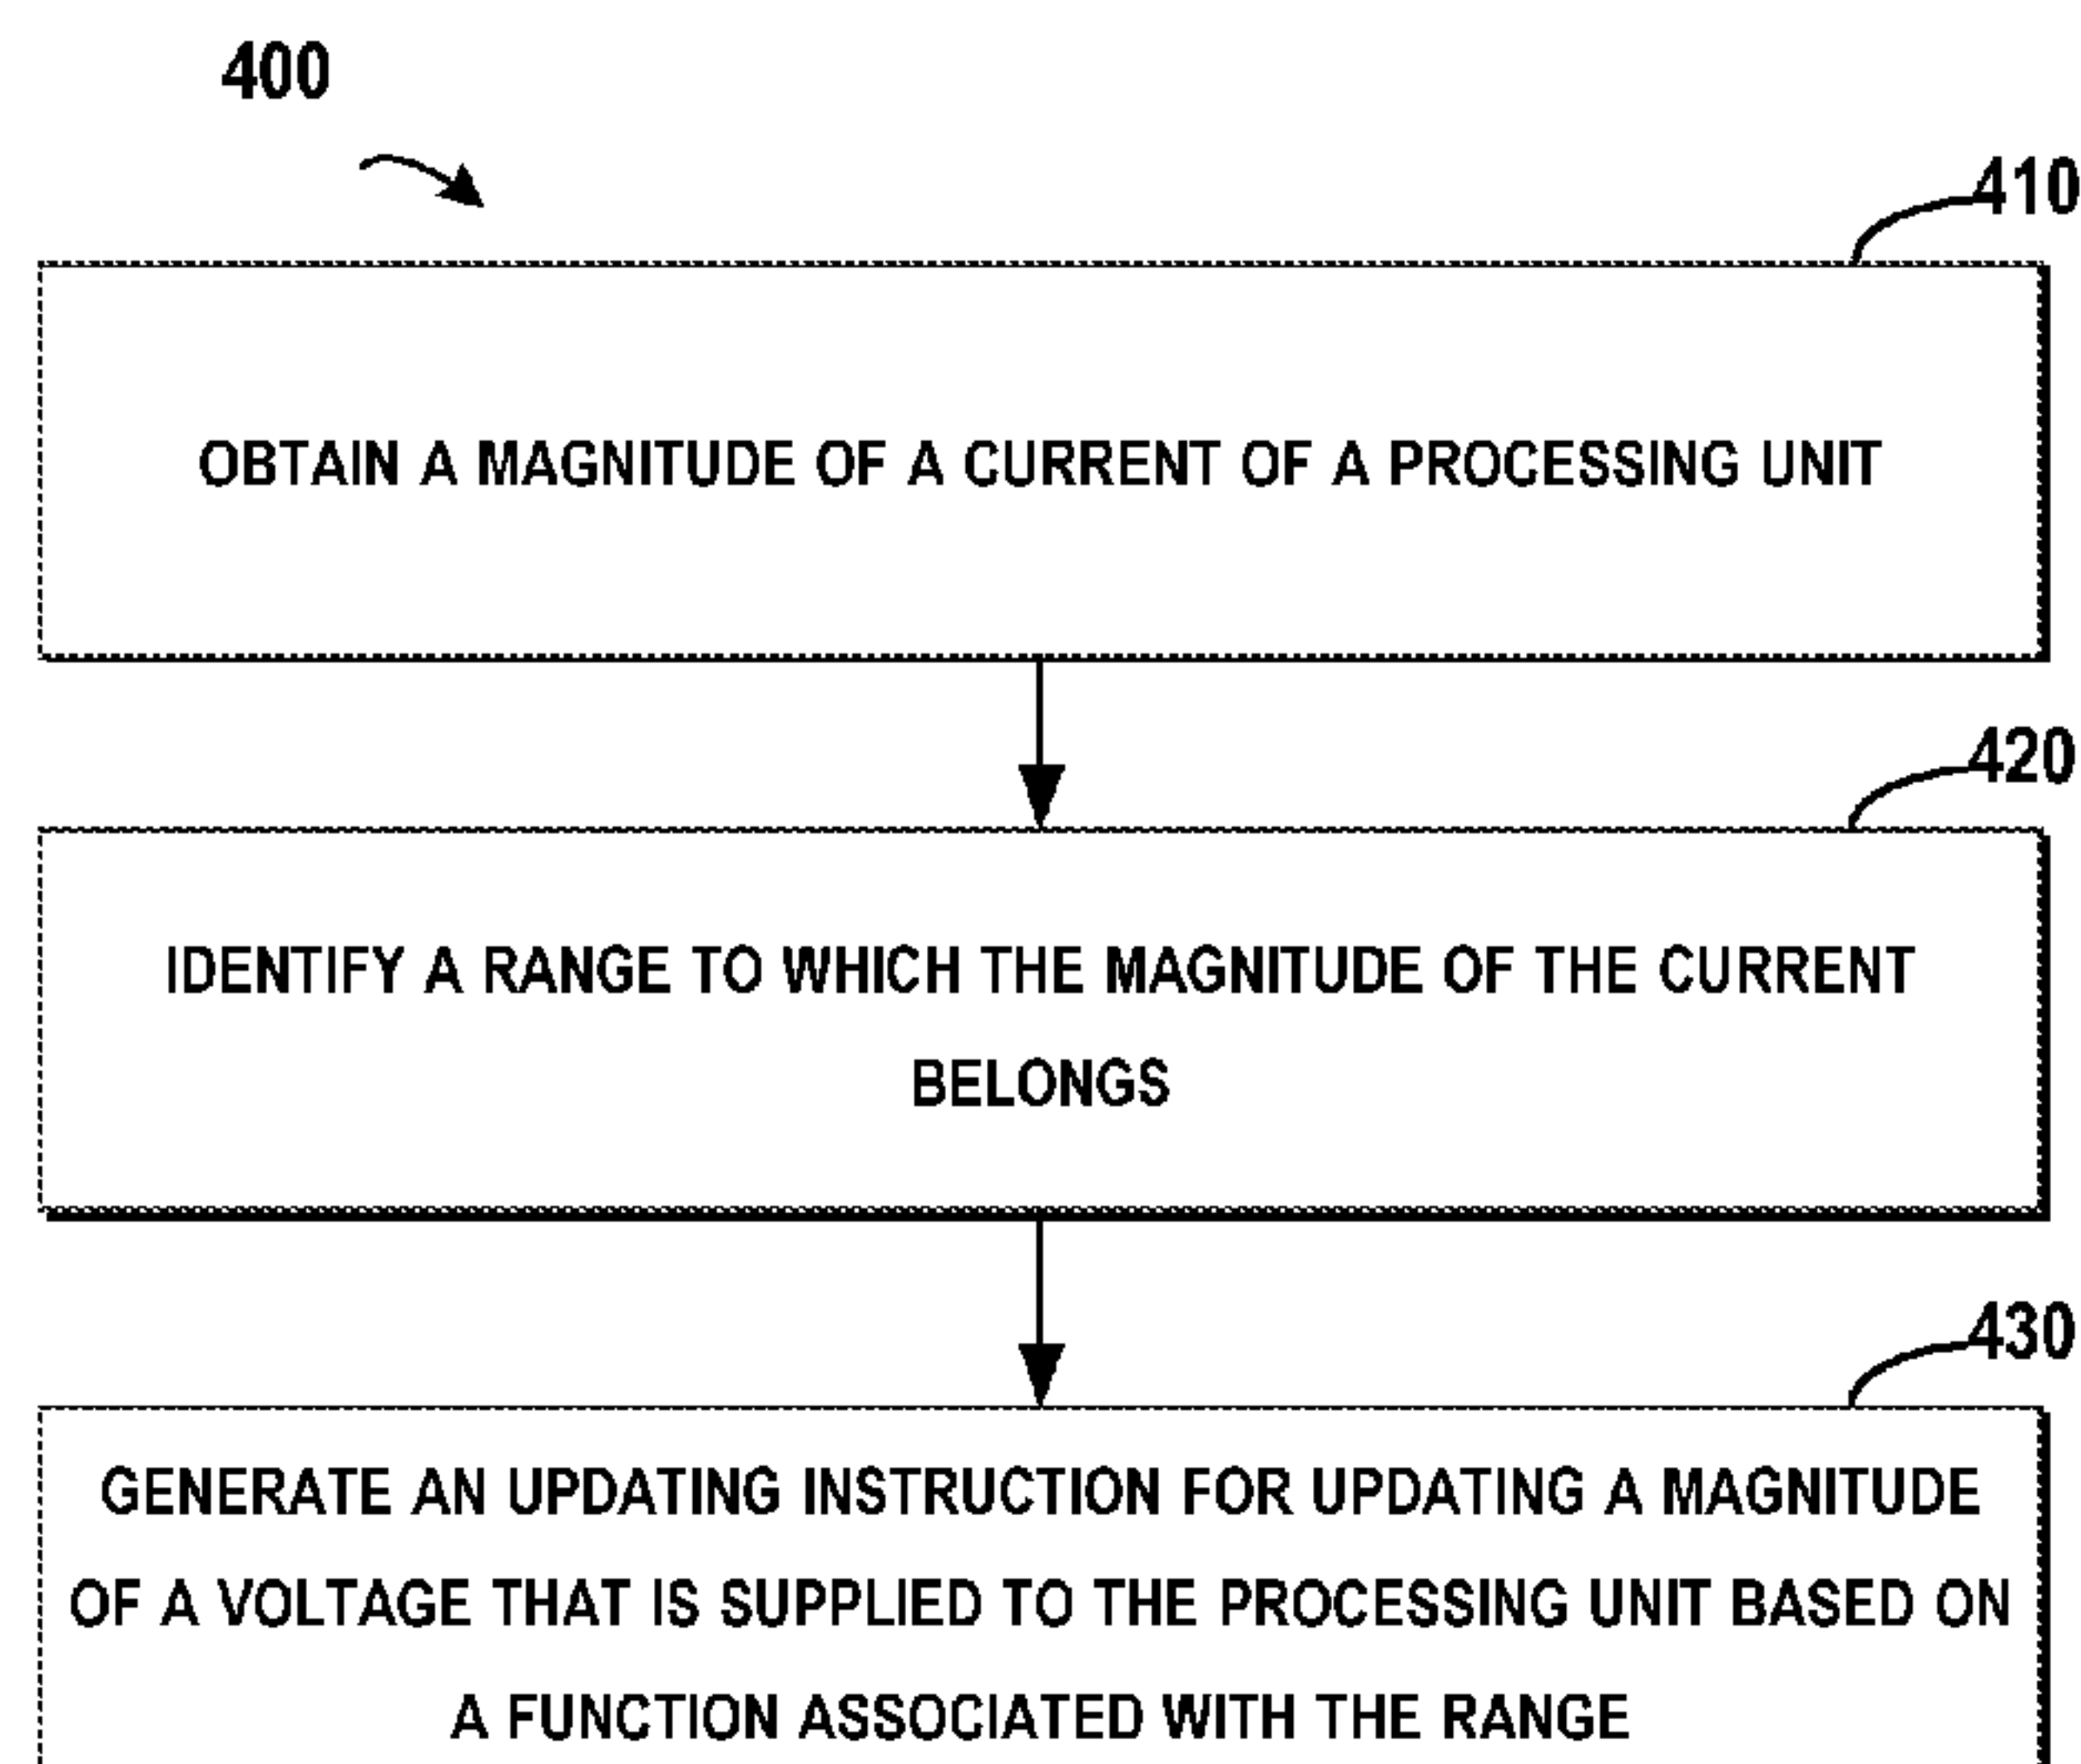 400
410
OBTAIN A MAGNITUDE OF A CURRENT OF A PROCESSING UNIT
420
IDENTIFY A RANGE TO WHICH THE MAGNITUDE OF THE CURRENT
BELONGS
430
GENERATE AN UPDATING INSTRUCTION FOR UPDATING A MAGNITUDE
OF A VOLTAGE THAT IS SUPPLIED TO THE PROCESSING UNIT BASED ON
A FUNCTION ASSOCIATED WITH THE RANGE